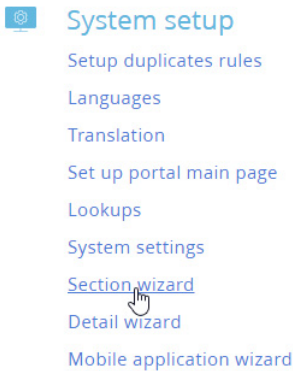 System setup
Setup duplicates rules
Languages
Translation
Set up portal main page
Lookups
System settings
Section wizard
Detail wizard
Mobile application wizard